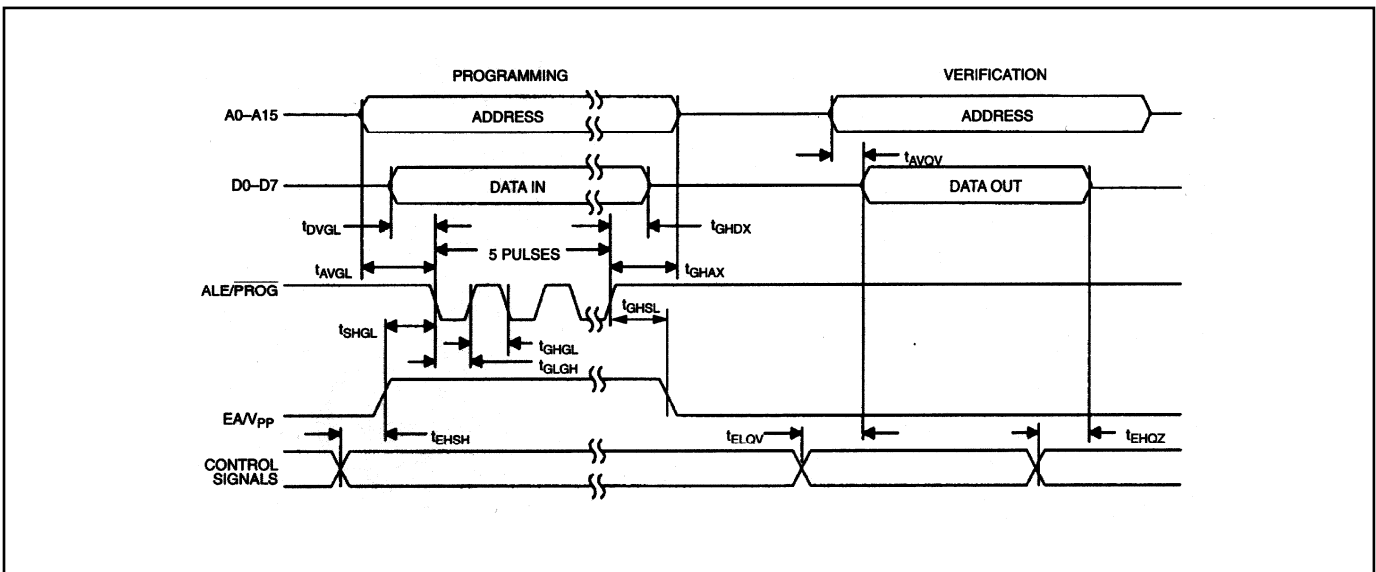 PROGRAMMING
VERIFICATION
A0–A15
ADDRESS
ADDRESS
tAVQV
D0–D7
DATA IN
DATA OUT
tDVGL
tGHDX
5 PULSES
tAVGL
tGHAX
ALE/PROG
tGHSL
tSHGL
tGHGL
tGLGH
EA/VPP
tEHSH
tELQV
tEHQZ
CONTROL
SIGNALS